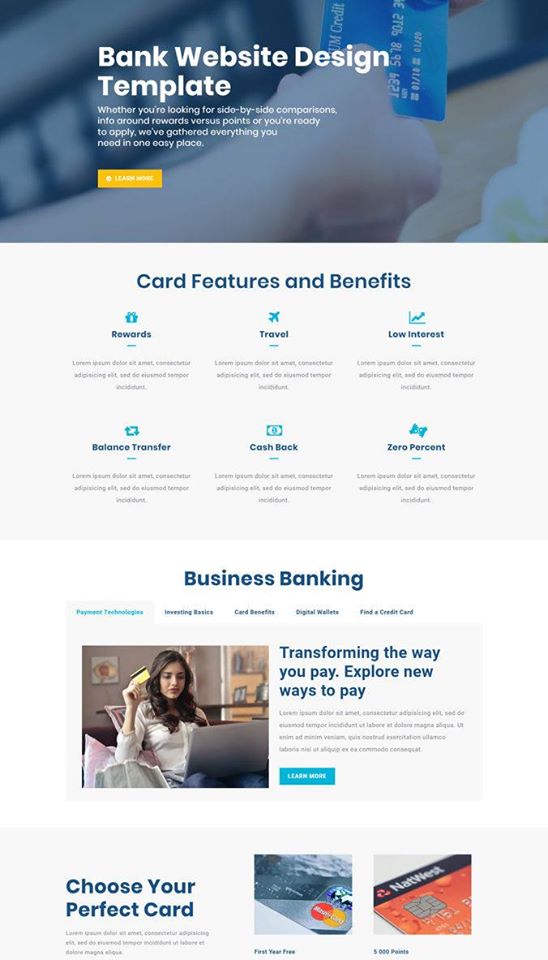 Bank Website Design
Template
Whether you're looking for side-by-side comparisons,
info around rewards versus points or you're ready
to apply, we've gathered everything you
need in one easy place.
LEARN MORE
UM Credit
Card Features and Benefits
Rewards
Lorem ipsum dolor sit amet, consectetur
adipisicing elit, sed do eiusmod tempor
incididunt.
Travel
Lorem ipsum dolor sit amet, consectetur
adipisicing elit, sed do eiusmod tempor
incididunt.
Low Interest
Lorem ipsum dolor sit amet, consectetur
adipisicing elit, sed do eiusmod tempor
incididunt.
Balance Transfer
Lorem ipsum dolor sit amet, consectetur
adipisicing elit, sed do eiusmod tempor
incididunt.
Cash Back
Lorem ipsum dolor sit amet, consectetur
adipisicing elit, sed do eiusmod tempor
incididunt.
Zero Percent
Lorem ipsum dolor sit amet, consectetur
adipisicing elit, sed do eiusmod tempor
incididunt.
Business Banking
Payment Technologies Investing Basics Card Benefits Digital Wallets Find a Credit Card
Transforming the way
you pay. Explore new
ways to pay
Lorem ipsum dolor sit amet, consectetur adipisicing elit, sed do
eiusmod tempor incididunt ut labore et dolore magna aliqua. Ut
enim ad minim veniam, quis nostrud exercitation ullamco
laboris nisi ut aliquip ex ea commodo consequat.
LEARN MORE
Choose Your
Perfect Card
Lorem ipsum dolor sit amet, consectetur adipisicing
elit, sed do eiusmod tempor incididunt ut labore et
dolore magna aliqua.
MasterCard
First Year Free
NatWest
5 000 Points